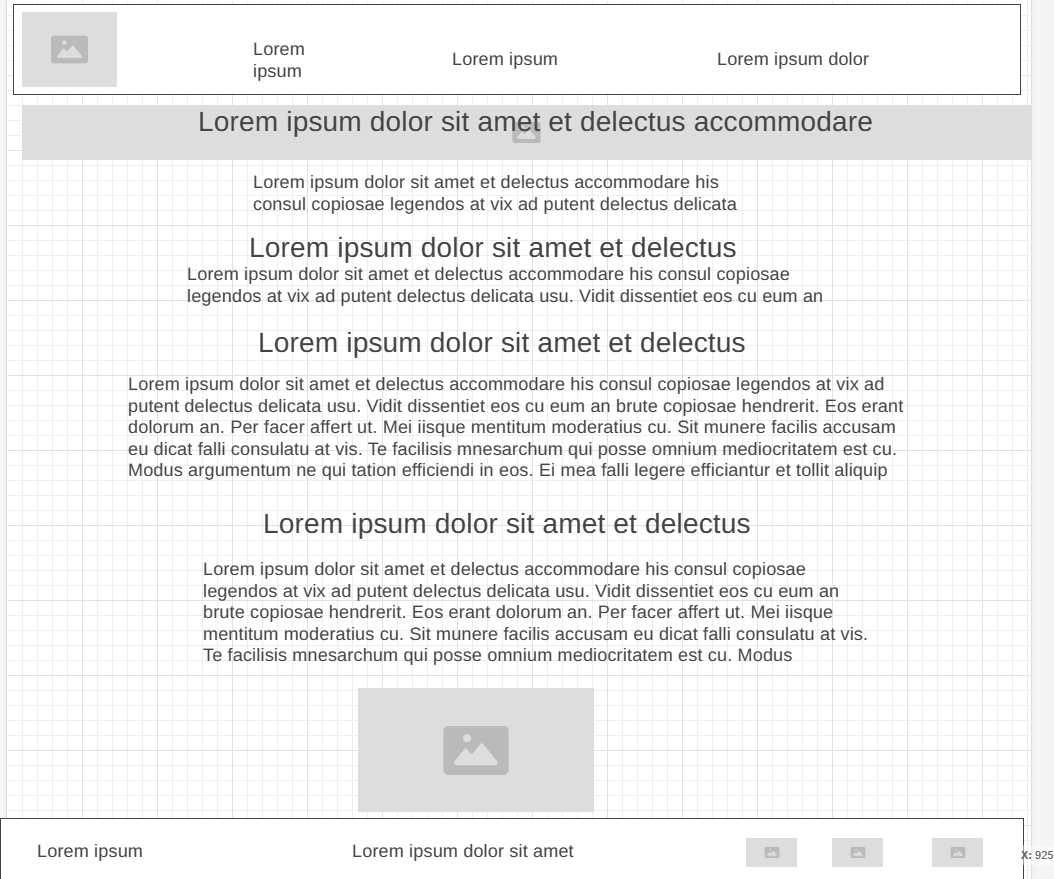 Lorem
ipsum
Lorem ipsum
Lorem ipsum dolor
Lorem ipsum dolor sit amet et delectus accommodare
Lorem ipsum dolor sit amet et delectus accommodare his
consul copiosae legendos at vix ad putent delectus delicata
Lorem ipsum dolor sit amet et delectus
Lorem ipsum dolor sit amet et delectus accommodare his consul copiosae
legendos at vix ad putent delectus delicata usu. Vidit dissentiet eos cu eum an
Lorem ipsum dolor sit amet et delectus
Lorem ipsum dolor sit amet et delectus accommodare his consul copiosae legendos at vix ad
putent delectus delicata usu. Vidit dissentiet eos cu eum an brute copiosae hendrerit. Eos erant
dolorum an. Per facer affert ut. Mei iisque mentitum moderatius cu. Sit munere facilis accusam
eu dicat falli consulatu at vis. Te facilisis mnesarchum qui posse omnium mediocritatem est cu.
Modus argumentum ne qui tation efficiendi in eos. Ei mea falli legere efficiantur et tollit aliquip
Lorem ipsum dolor sit amet et delectus
Lorem ipsum dolor sit amet et delectus accommodare his consul copiosae
legendos at vix ad putent delectus delicata usu. Vidit dissentiet eos cu eum an
brute copiosae hendrerit. Eos erant dolorum an. Per facer affert ut. Mei iisque
mentitum moderatius cu. Sit munere facilis accusam eu dicat falli consulatu at vis.
Te facilisis mnesarchum qui posse omnium mediocritatem est cu. Modus
Lorem ipsum
Lorem ipsum dolor sit amet
X: 925